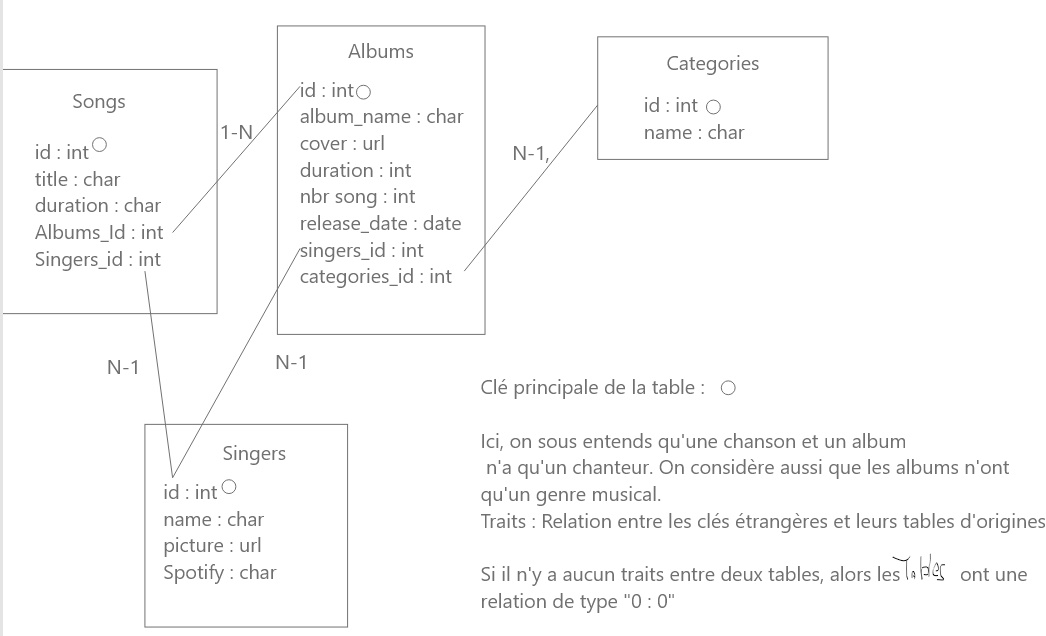 Songs
id : int
title : char
duration : char
Albums_Id : int
Singers_id : int
1-N
Albums
id : int
album_name : char
cover : url
duration : int
nbr song : int
release_date : date
singers_id : int
categories_id : int
N-1,
Categories
id : int
name : char
N-1
N-1
Singers
id : int
name : char
picture : url
Spotify : char
Clé principale de la table :
Ici, on sous entends qu'une chanson et un album
n'a qu'un chanteur. On considère aussi que les albums n'ont
qu'un genre musical.
Traits : Relation entre les clés étrangères et leurs tables d'origines
Si il n'y a aucun traits entre deux tables, alors les Tables ont une
relation de type "0 : 0"